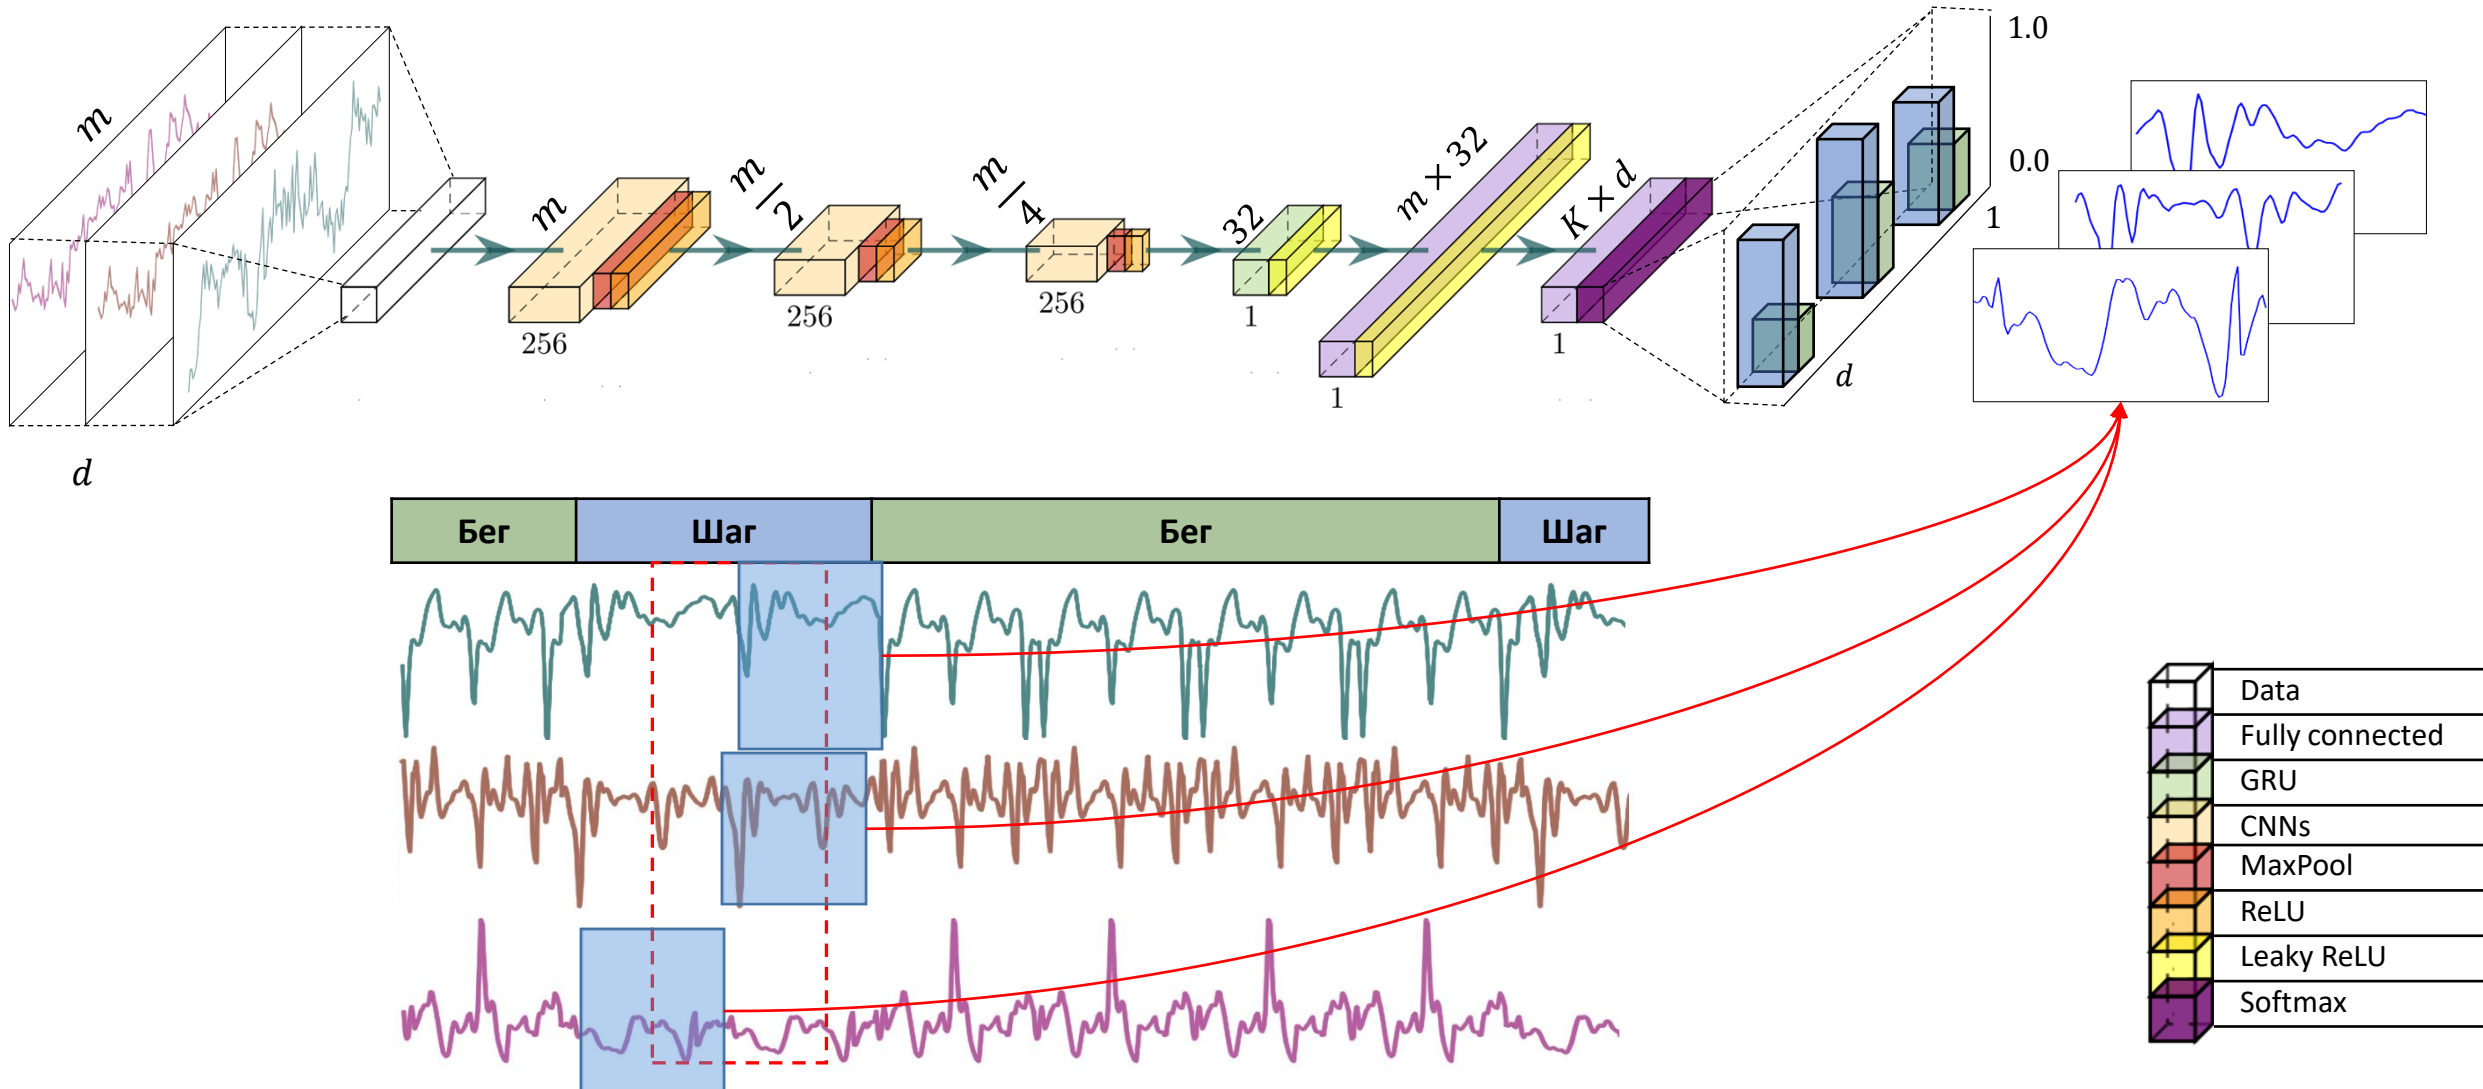 m
d
m
256
m
2
256
m
4
256
32
1
m × 32
1
K × d
1
1.0
0.0
1
d
Бег Шаг Бег Шаг
Data
Fully connected
GRU
CNNs
MaxPool
ReLU
Leaky ReLU
Softmax